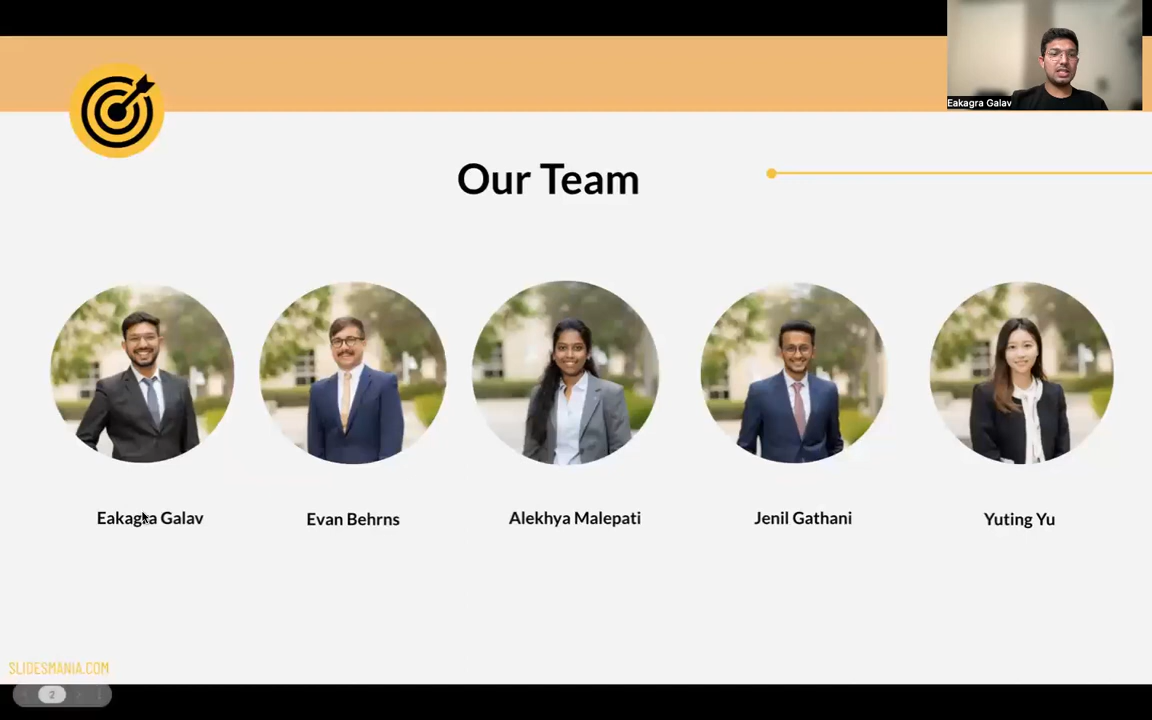 Eakagra Galav
Our Team
Eakagra Galav
Evan Behrns
Alekhya Malepati
Jenil Gathani
Yuting Yu
SLIDESMANIA.COM
2